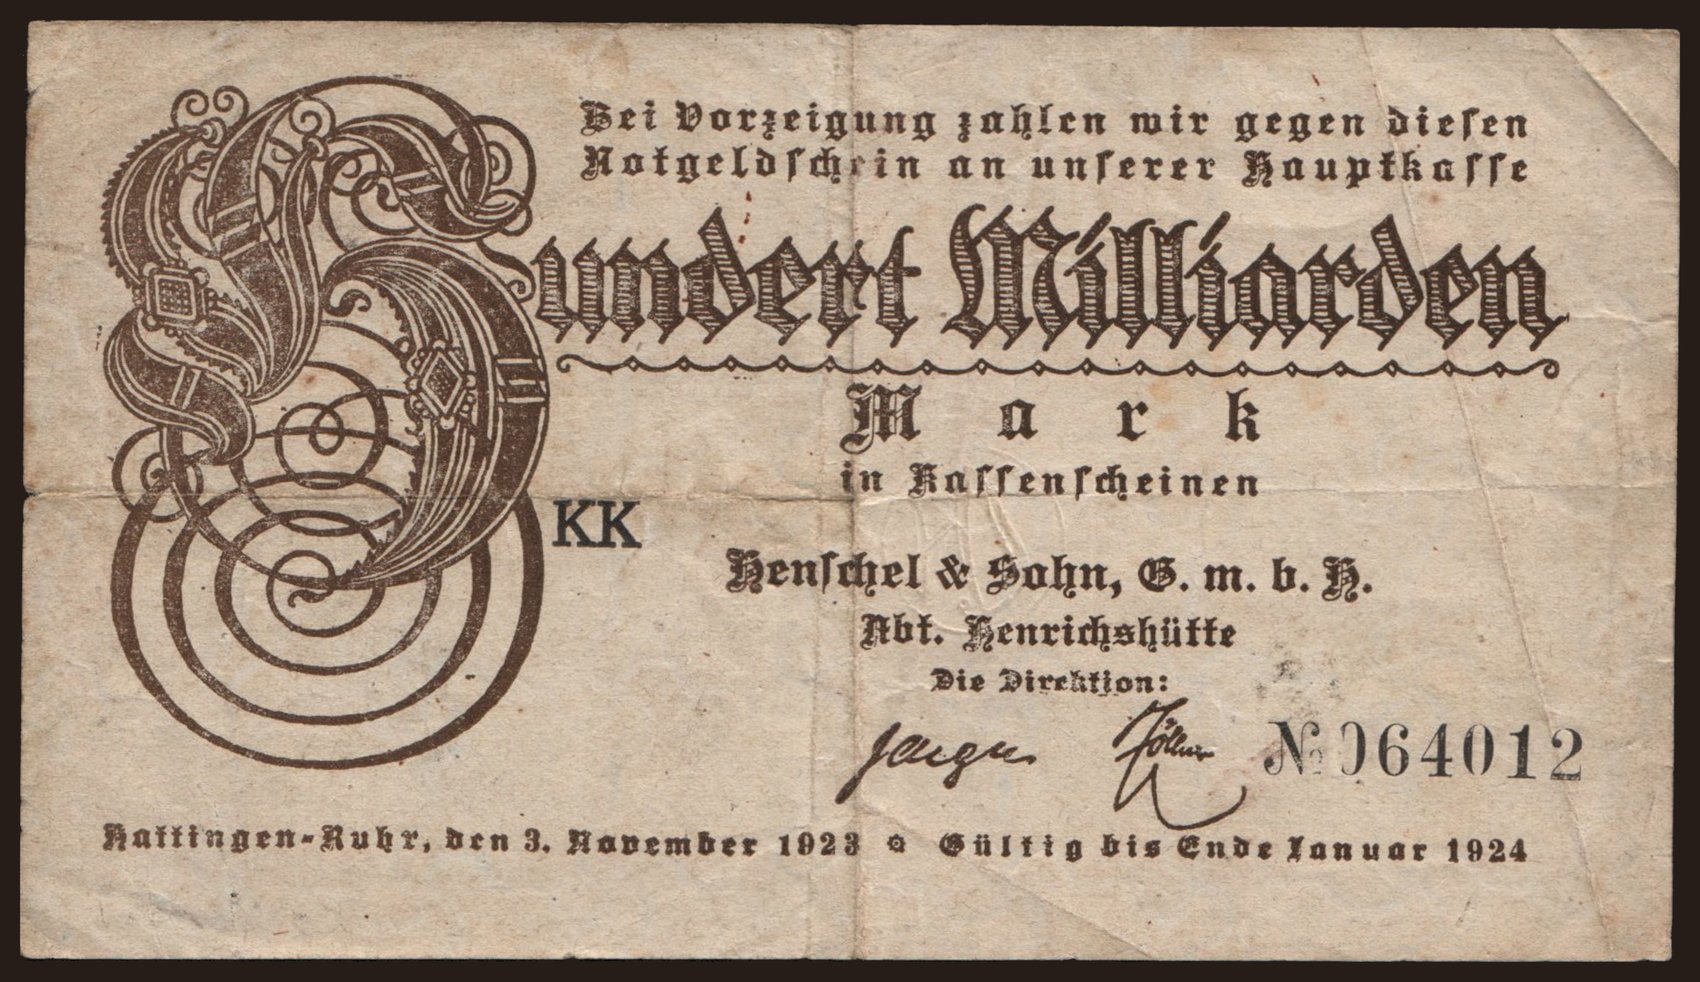 Bei Vorzeigung zahlen wir gegen diesen
Notgeldschein an unserer Hauptkasse
Hundert Milliarden
Mark
in Kassenscheinen
KK
Henschel & Sohn, G. m. b. H.
Abt. Henrichshütte
Die Direktion:
№ 064012
Hattingen-Ruhr, den 3. November 1923 Gültig bis Ende Januar 1924